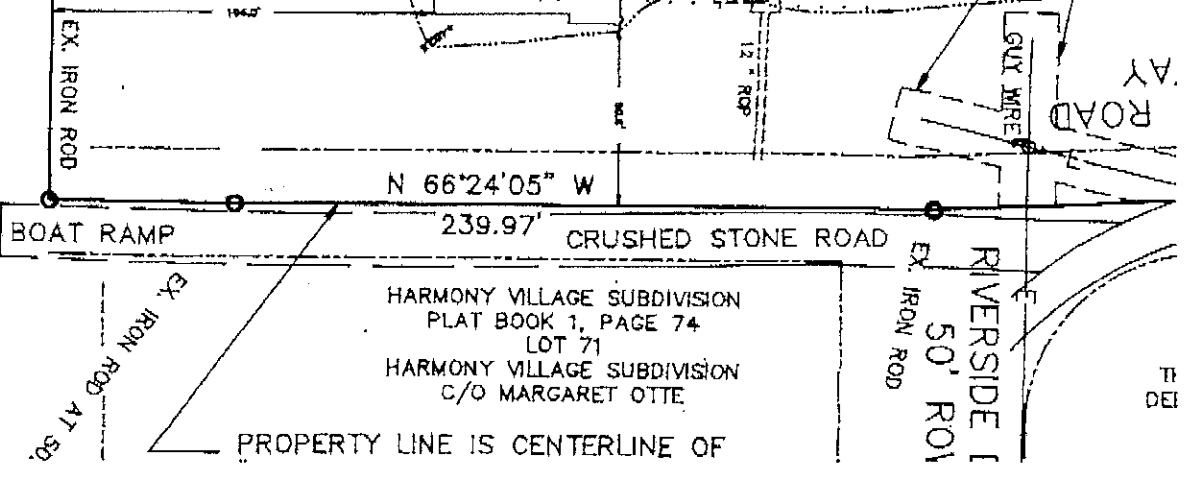 EX. IRON ROD
12 " RCP
GUY WIRE
ROAD
N 66°24'05" W
239.97'
BOAT RAMP
CRUSHED STONE ROAD
EX. IRON ROD AT 50.
HARMONY VILLAGE SUBDIVISION
PLAT BOOK 1, PAGE 74
LOT 71
HARMONY VILLAGE SUBDIVISION
C/O MARGARET OTTE
EX. IRON ROD
RIVERSIDE
50' ROW
E
PROPERTY LINE IS CENTERLINE OF